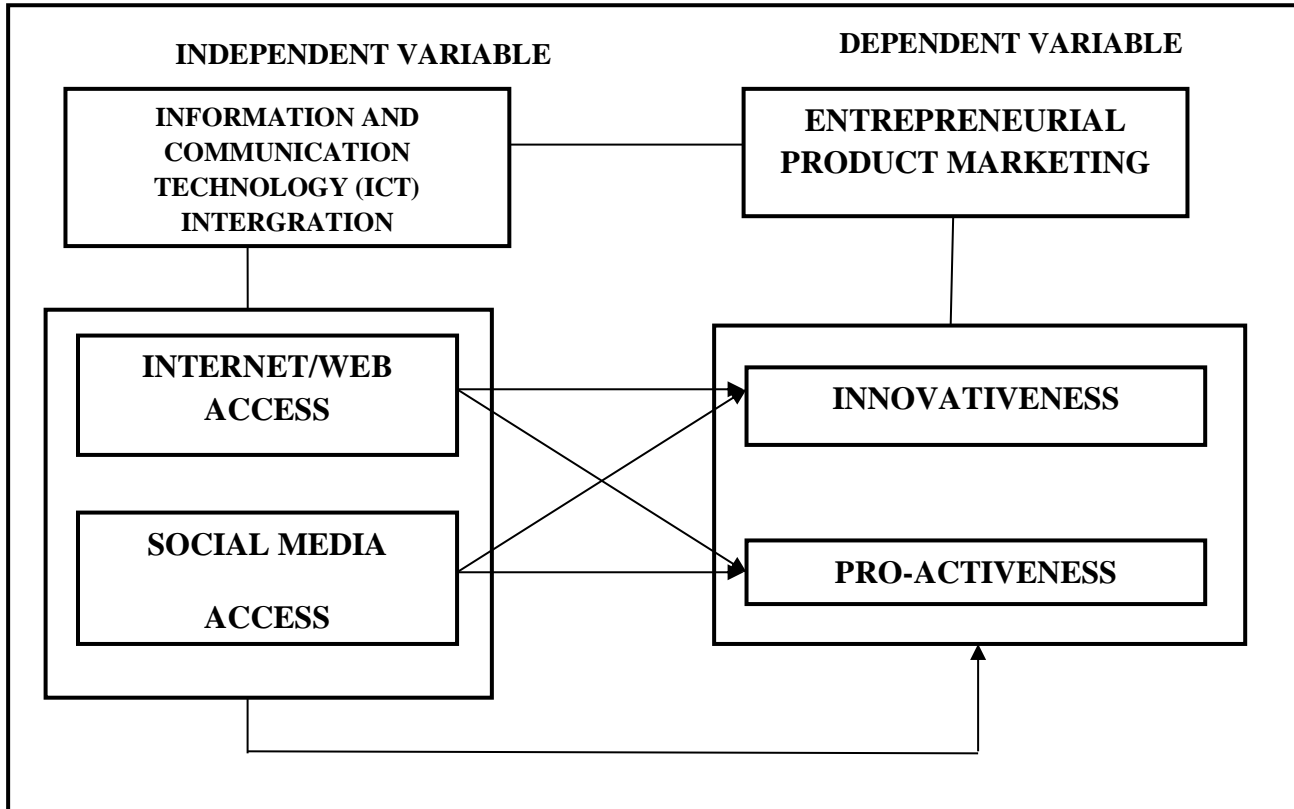 INDEPENDENT VARIABLE
DEPENDENT VARIABLE
INFORMATION AND
COMMUNICATION
TECHNOLOGY (ICT)
INTERGRATION
ENTREPRENEURIAL
PRODUCT MARKETING
INTERNET/WEB
ACCESS
INNOVATIVENESS
SOCIAL MEDIA
ACCESS
PRO-ACTIVENESS